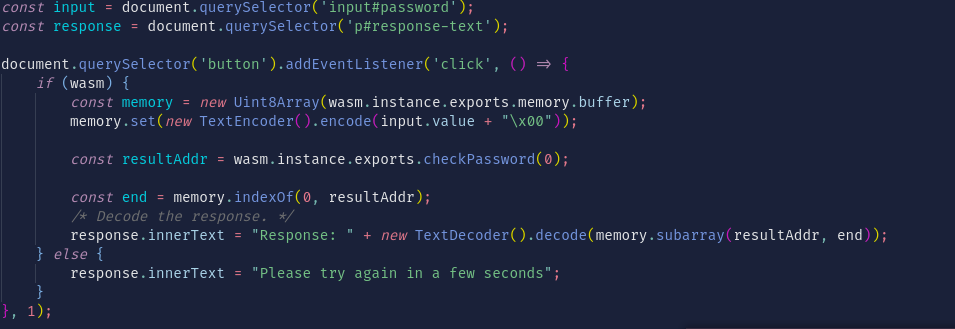 const input = document.querySelector('input#password');
const response = document.querySelector('p#response-text');
document.querySelector('button').addEventListener('click', () => {
if (wasm) {
const memory = new Uint8Array(wasm.instance.exports.memory.buffer);
memory.set(new TextEncoder().encode(input.value + "\x00"));
const resultAddr = wasm.instance.exports.checkPassword(0);
const end = memory.indexOf(0, resultAddr);
/* Decode the response. */
response.innerText = "Response: " + new TextDecoder().decode(memory.subarray(resultAddr, end));
} else {
response.innerText = "Please try again in a few seconds";
}
}, 1);